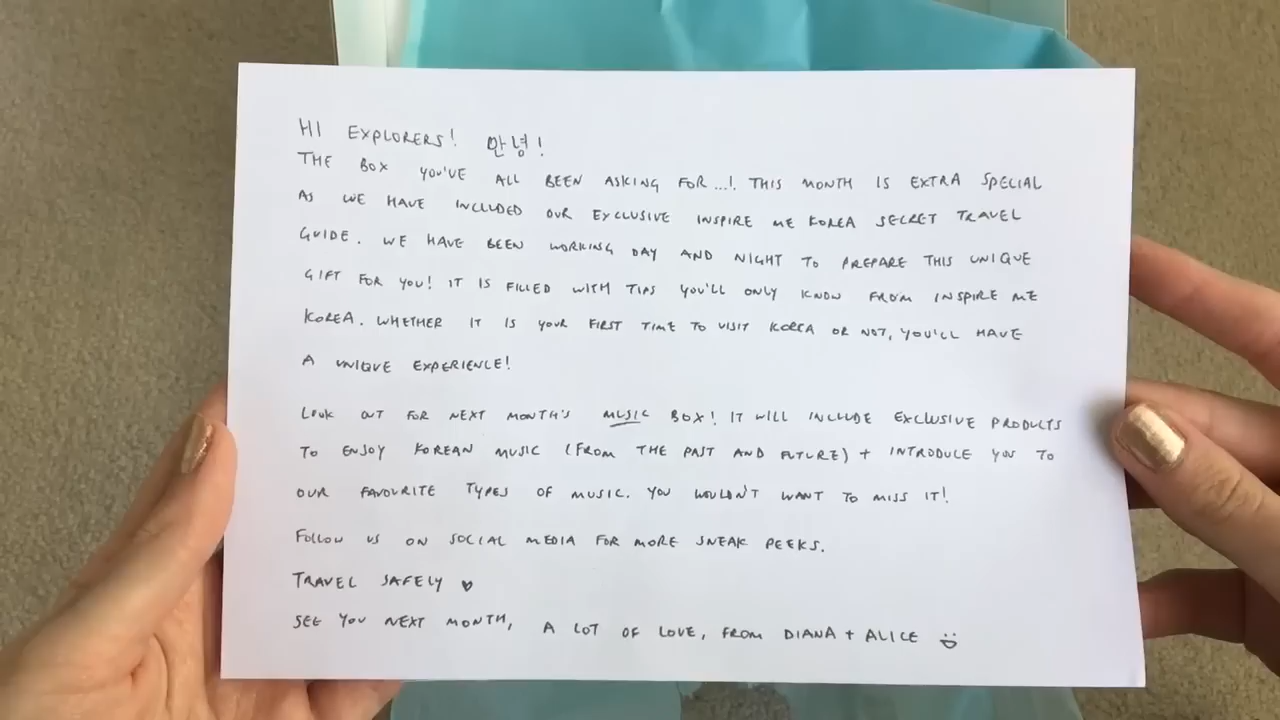 HI EXPLORERS! 안녕!
THE BOX YOU'VE ALL BEEN ASKING FOR...! THIS MONTH IS EXTRA SPECIAL
AS WE HAVE INCLUDED OUR EXCLUSIVE INSPIRE ME KOREA SECRET TRAVEL
GUIDE. WE HAVE BEEN WORKING DAY AND NIGHT TO PREPARE THIS UNIQUE
GIFT FOR YOU! IT IS FILLED WITH TIPS YOU'LL ONLY KNOW FROM INSPIRE ME
KOREA. WHETHER IT IS YOUR FIRST TIME TO VISIT KOREA OR NOT, YOU'LL HAVE
A UNIQUE EXPERIENCE!
LOOK OUT FOR NEXT MONTH'S MUSIC BOX! IT WILL INCLUDE EXCLUSIVE PRODUCTS
TO ENJOY KOREAN MUSIC (FROM THE PAST AND FUTURE) + INTRODUCE YOU TO
OUR FAVOURITE TYPES OF MUSIC. YOU WOULDN'T WANT TO MISS IT!
FOLLOW US ON SOCIAL MEDIA FOR MORE SNEAK PEEKS.
TRAVEL SAFELY ♥
SEE YOU NEXT MONTH, A LOT OF LOVE, FROM DIANA + ALICE